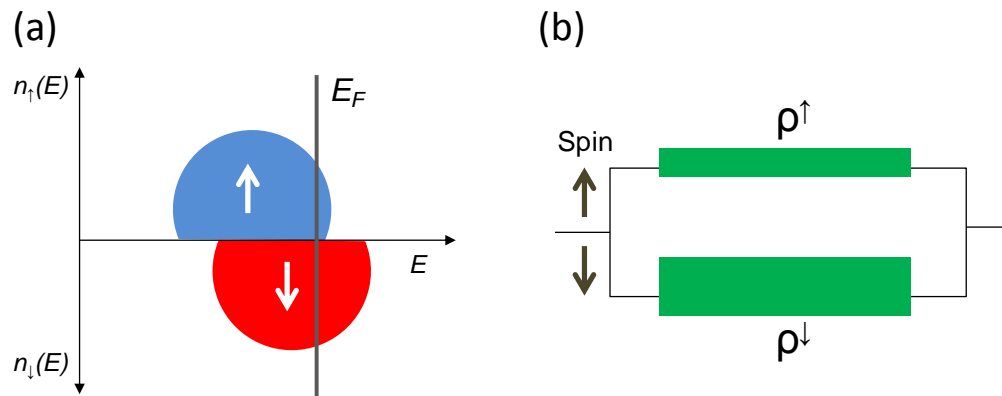 (a)
n↑(E)
E_F
E
n↓(E)
(b)
ρ↑
Spin
ρ↓